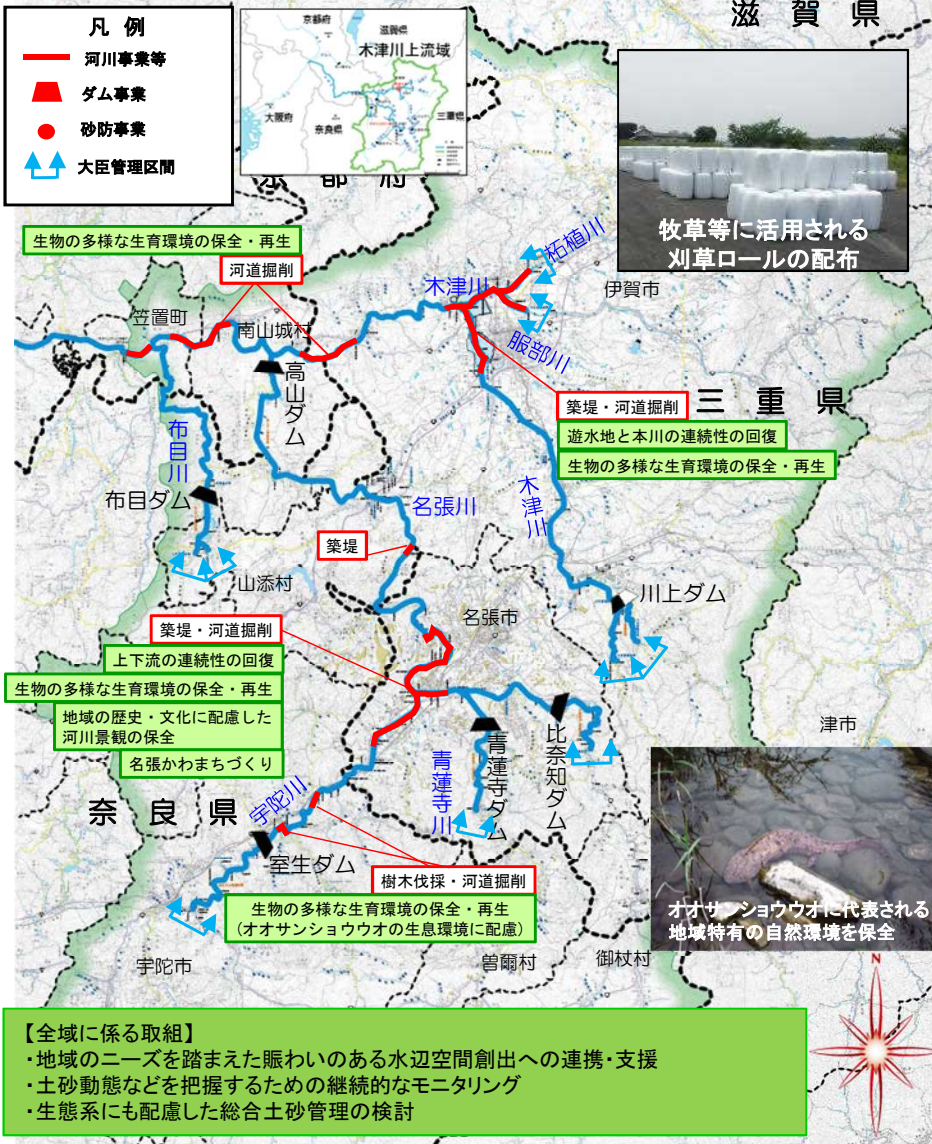 凡例
河川事業等
ダム事業
砂防事業
大臣管理区間
京都府
滋賀県
木津川上流域
大阪府
奈良県
三重県
滋賀県
京都府
牧草等に活用される
刈草ロールの配布
生物の多様な生育環境の保全・再生
河道掘削
柘植川
木津川
伊賀市
笠置町
南山城村
服部川
高山ダム
三重県
築堤・河道掘削
遊水地と本川の連続性の回復
生物の多様な生育環境の保全・再生
布目川
布目ダム
名張川
木津川
築堤
山添村
川上ダム
名張市
築堤・河道掘削
上下流の連続性の回復
生物の多様な生育環境の保全・再生
地域の歴史・文化に配慮した
河川景観の保全
名張かわまちづくり
津市
青蓮寺川
青蓮寺ダム
比奈知ダム
奈良県
宇陀川
室生ダム
樹木伐採・河道掘削
生物の多様な生育環境の保全・再生
(オオサンショウウオの生息環境に配慮)
オオサンショウウオに代表される
地域特有の自然環境を保全
宇陀市
曽爾村
御杖村
N
【全域に係る取組】
・地域のニーズを踏まえた賑わいのある水辺空間創出への連携・支援
・土砂動態などを把握するための継続的なモニタリング
・生態系にも配慮した総合土砂管理の検討